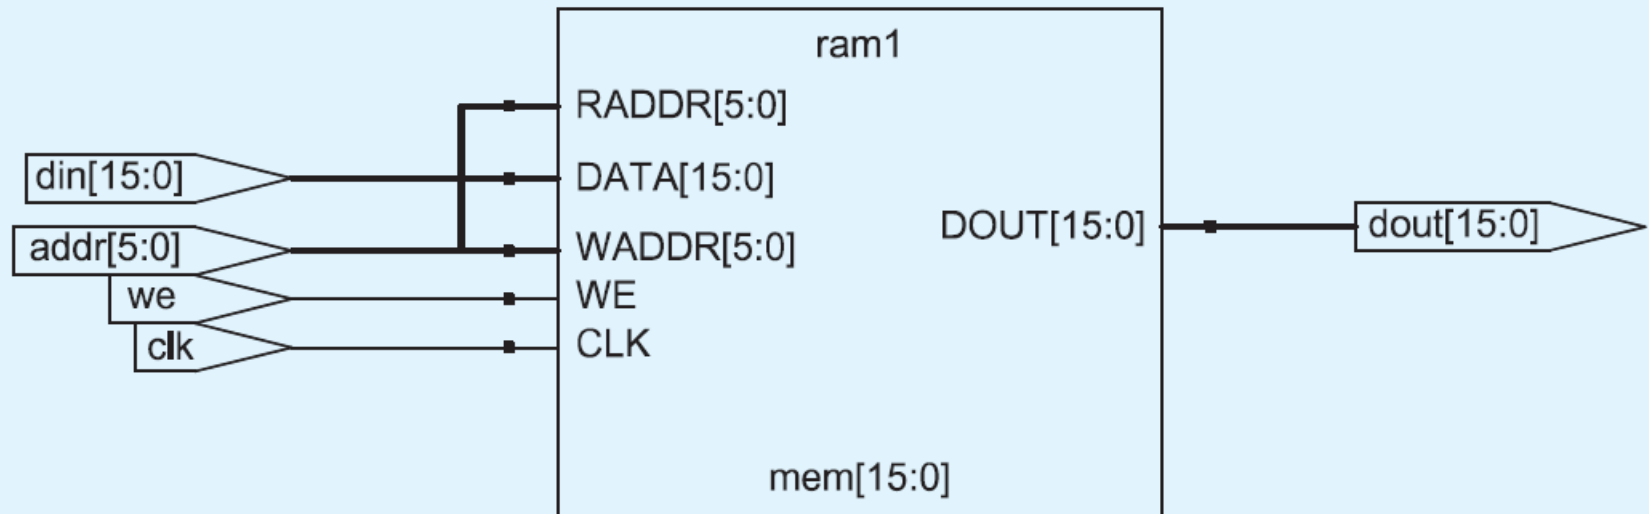 ram1
RADDR[5:0]
din[15:0]
DATA[15:0]
addr[5:0]
WADDR[5:0]
DOUT[15:0]
dout[15:0]
we
WE
clk
CLK
mem[15:0]